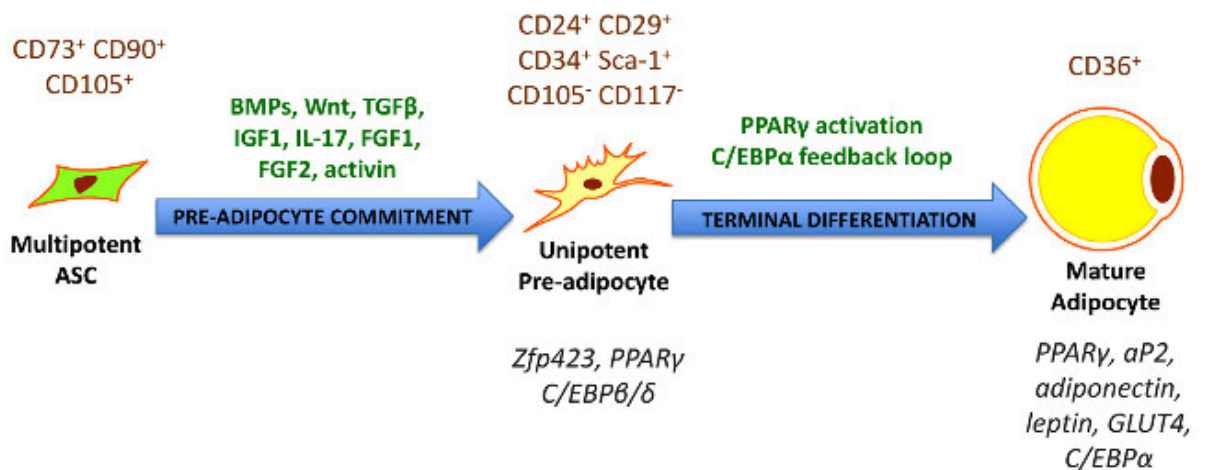 CD73⁺ CD90⁺
CD105⁺
Multipotent
ASC
BMPs, Wnt, TGFβ,
IGF1, IL-17, FGF1,
FGF2, activin
PRE-ADIPOCYTE COMMITMENT
CD24⁺ CD29⁺
CD34⁺ Sca-1⁺
CD105⁻ CD117⁻
Unipotent
Pre-adipocyte
Zfp423, PPARγ
C/EBPβ/δ
PPARγ activation
C/EBPα feedback loop
TERMINAL DIFFERENTIATION
CD36⁺
Mature
Adipocyte
PPARγ, aP2,
adiponectin,
leptin, GLUT4,
C/EBPα